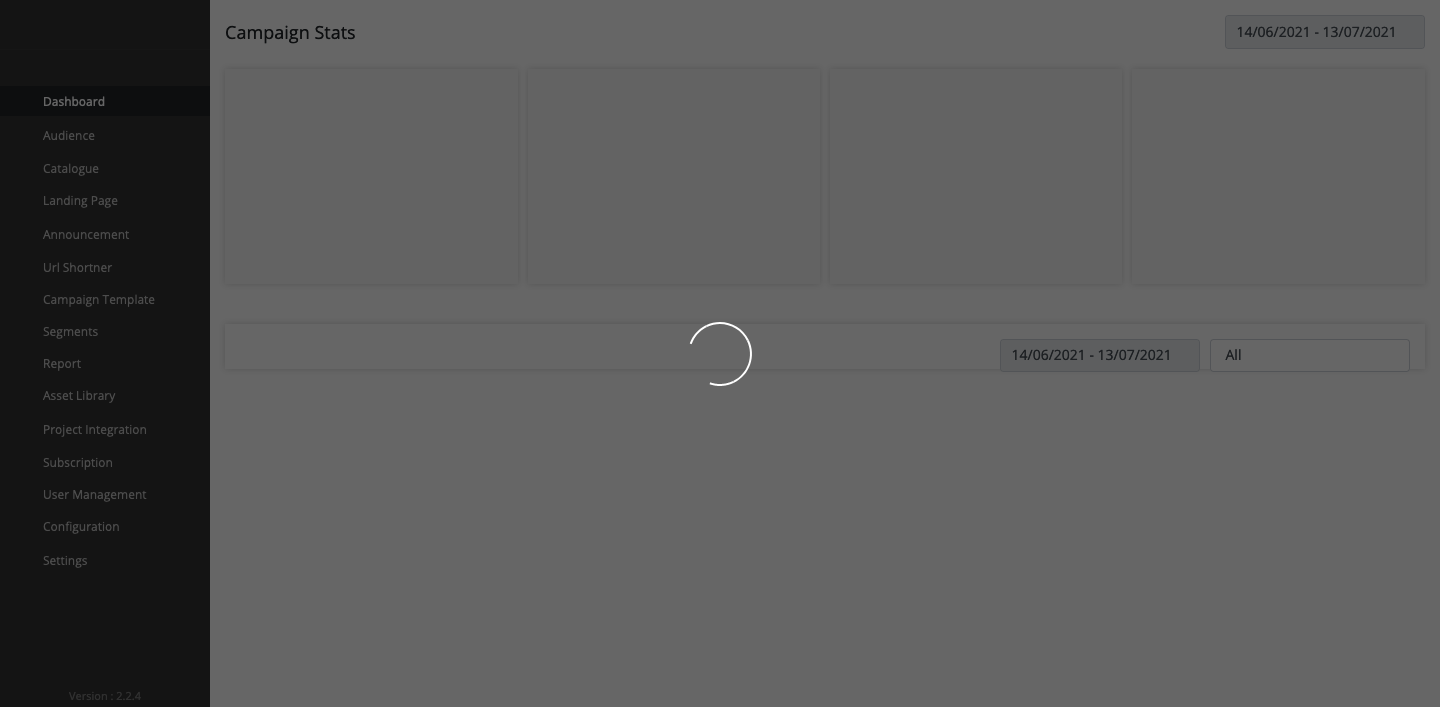 Campaign Stats
14/06/2021 - 13/07/2021
Dashboard
Audience
Catalogue
Landing Page
Announcement
Url Shortner
Campaign Template
Segments
Report
Asset Library
Project Integration
Subscription
User Management
Configuration
Settings
14/06/2021 - 13/07/2021
All
Version : 2.2.4